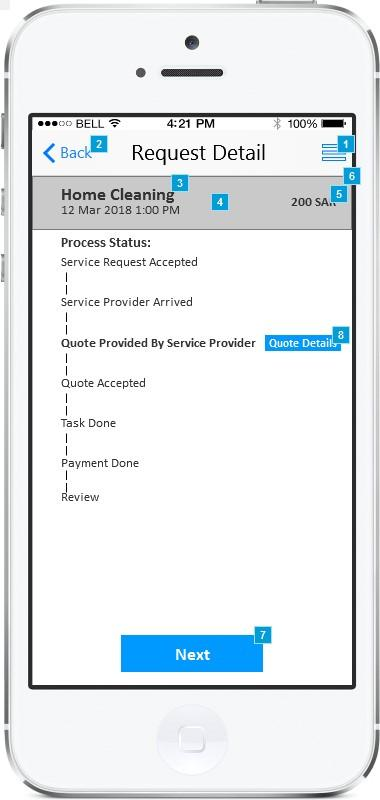 BELL 4:21 PM 100%
1
2
Back Request Detail
6
3
Home Cleaning
5
4
200 SAR
12 Mar 2018 1:00 PM
Process Status:
Service Request Accepted
Service Provider Arrived
8
Quote Provided By Service Provider Quote Details
Quote Accepted
Task Done
Payment Done
Review
7
Next